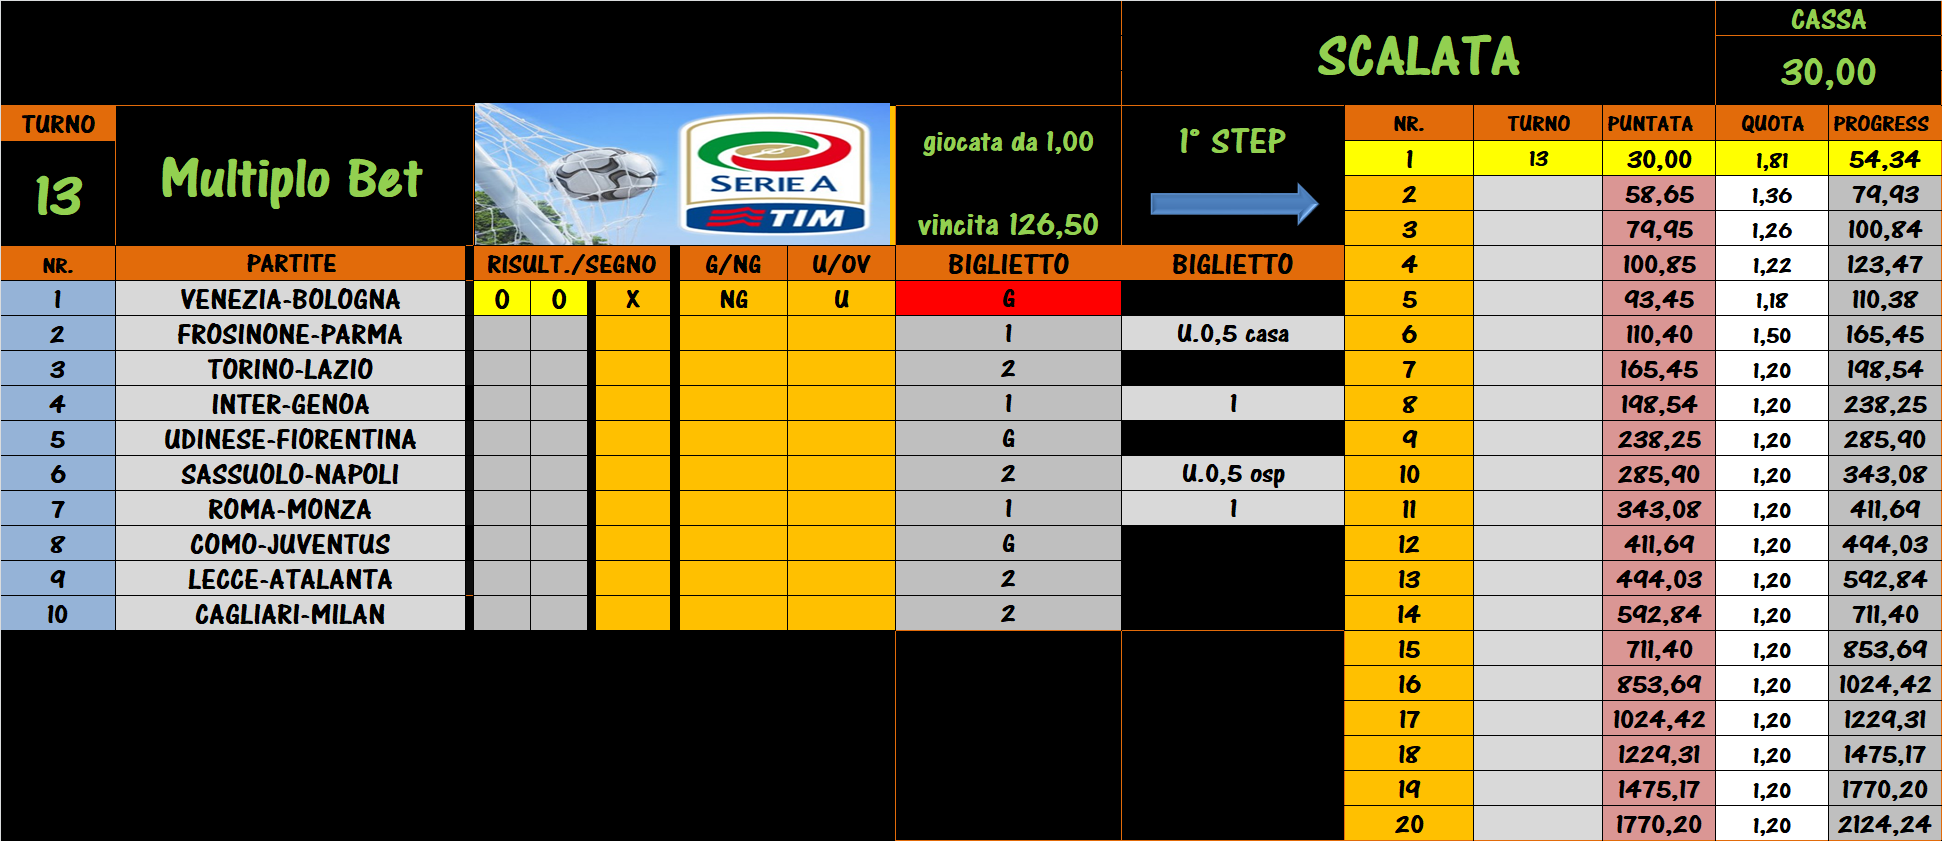 CASSA
SCALATA
30,00
TURNO
13
Multiplo Bet
SERIE A
TIM
giocata da 1,00
vincita 126,50
1° STEP
NR. TURNO PUNTATA QUOTA PROGRESS
1 13 30,00 1,81 54,34
2 58,65 1,36 79,93
3 79,95 1,26 100,84
NR. PARTITE RISULT./SEGNO G/NG U/OV BIGLIETTO BIGLIETTO 4 100,85 1,22 123,47
1 VENEZIA-BOLOGNA 0 0 X NG U G 5 93,45 1,18 110,38
2 FROSINONE-PARMA 1 U.0,5 casa 6 110,40 1,50 165,45
3 TORINO-LAZIO 2 7 165,45 1,20 198,54
4 INTER-GENOA 1 1 8 198,54 1,20 238,25
5 UDINESE-FIORENTINA G 9 238,25 1,20 285,90
6 SASSUOLO-NAPOLI 2 U.0,5 osp 10 285,90 1,20 343,08
7 ROMA-MONZA 1 1 11 343,08 1,20 411,69
8 COMO-JUVENTUS G 12 411,69 1,20 494,03
9 LECCE-ATALANTA 2 13 494,03 1,20 592,84
10 CAGLIARI-MILAN 2 14 592,84 1,20 711,40
15 711,40 1,20 853,69
16 853,69 1,20 1024,42
17 1024,42 1,20 1229,31
18 1229,31 1,20 1475,17
19 1475,17 1,20 1770,20
20 1770,20 1,20 2124,24